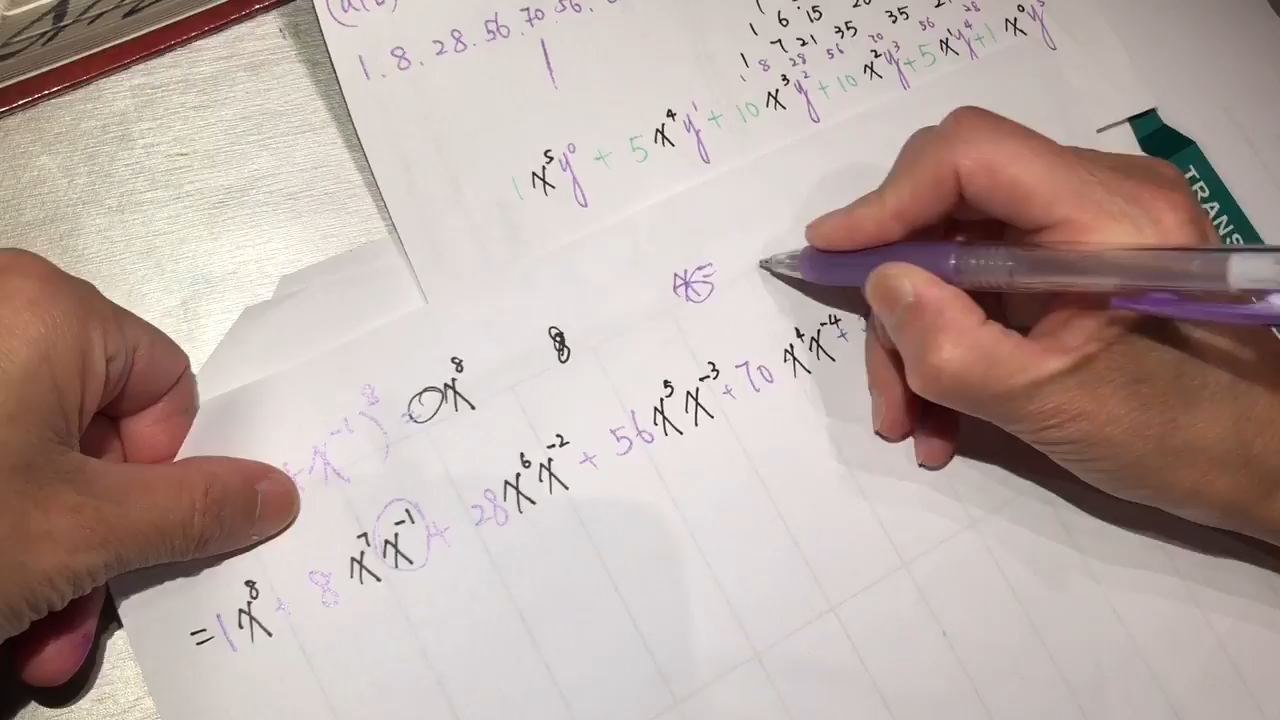 1. 8. 28. 56. 70. 56.
1 6 15 20
1 7 21 35 35
1 8 28 56 70 56 28
1x⁵y⁰ + 5x⁴y¹ + 10x³y² + 10x²y³ + 5x¹y⁴ + 1x⁰y⁵
TRANS
+x⁻¹)⁸ = x⁸
= 1x⁸ + 8x⁷x⁻¹ + 28x⁶x⁻² + 56x⁵x⁻³ + 70x⁴x⁻⁴ +